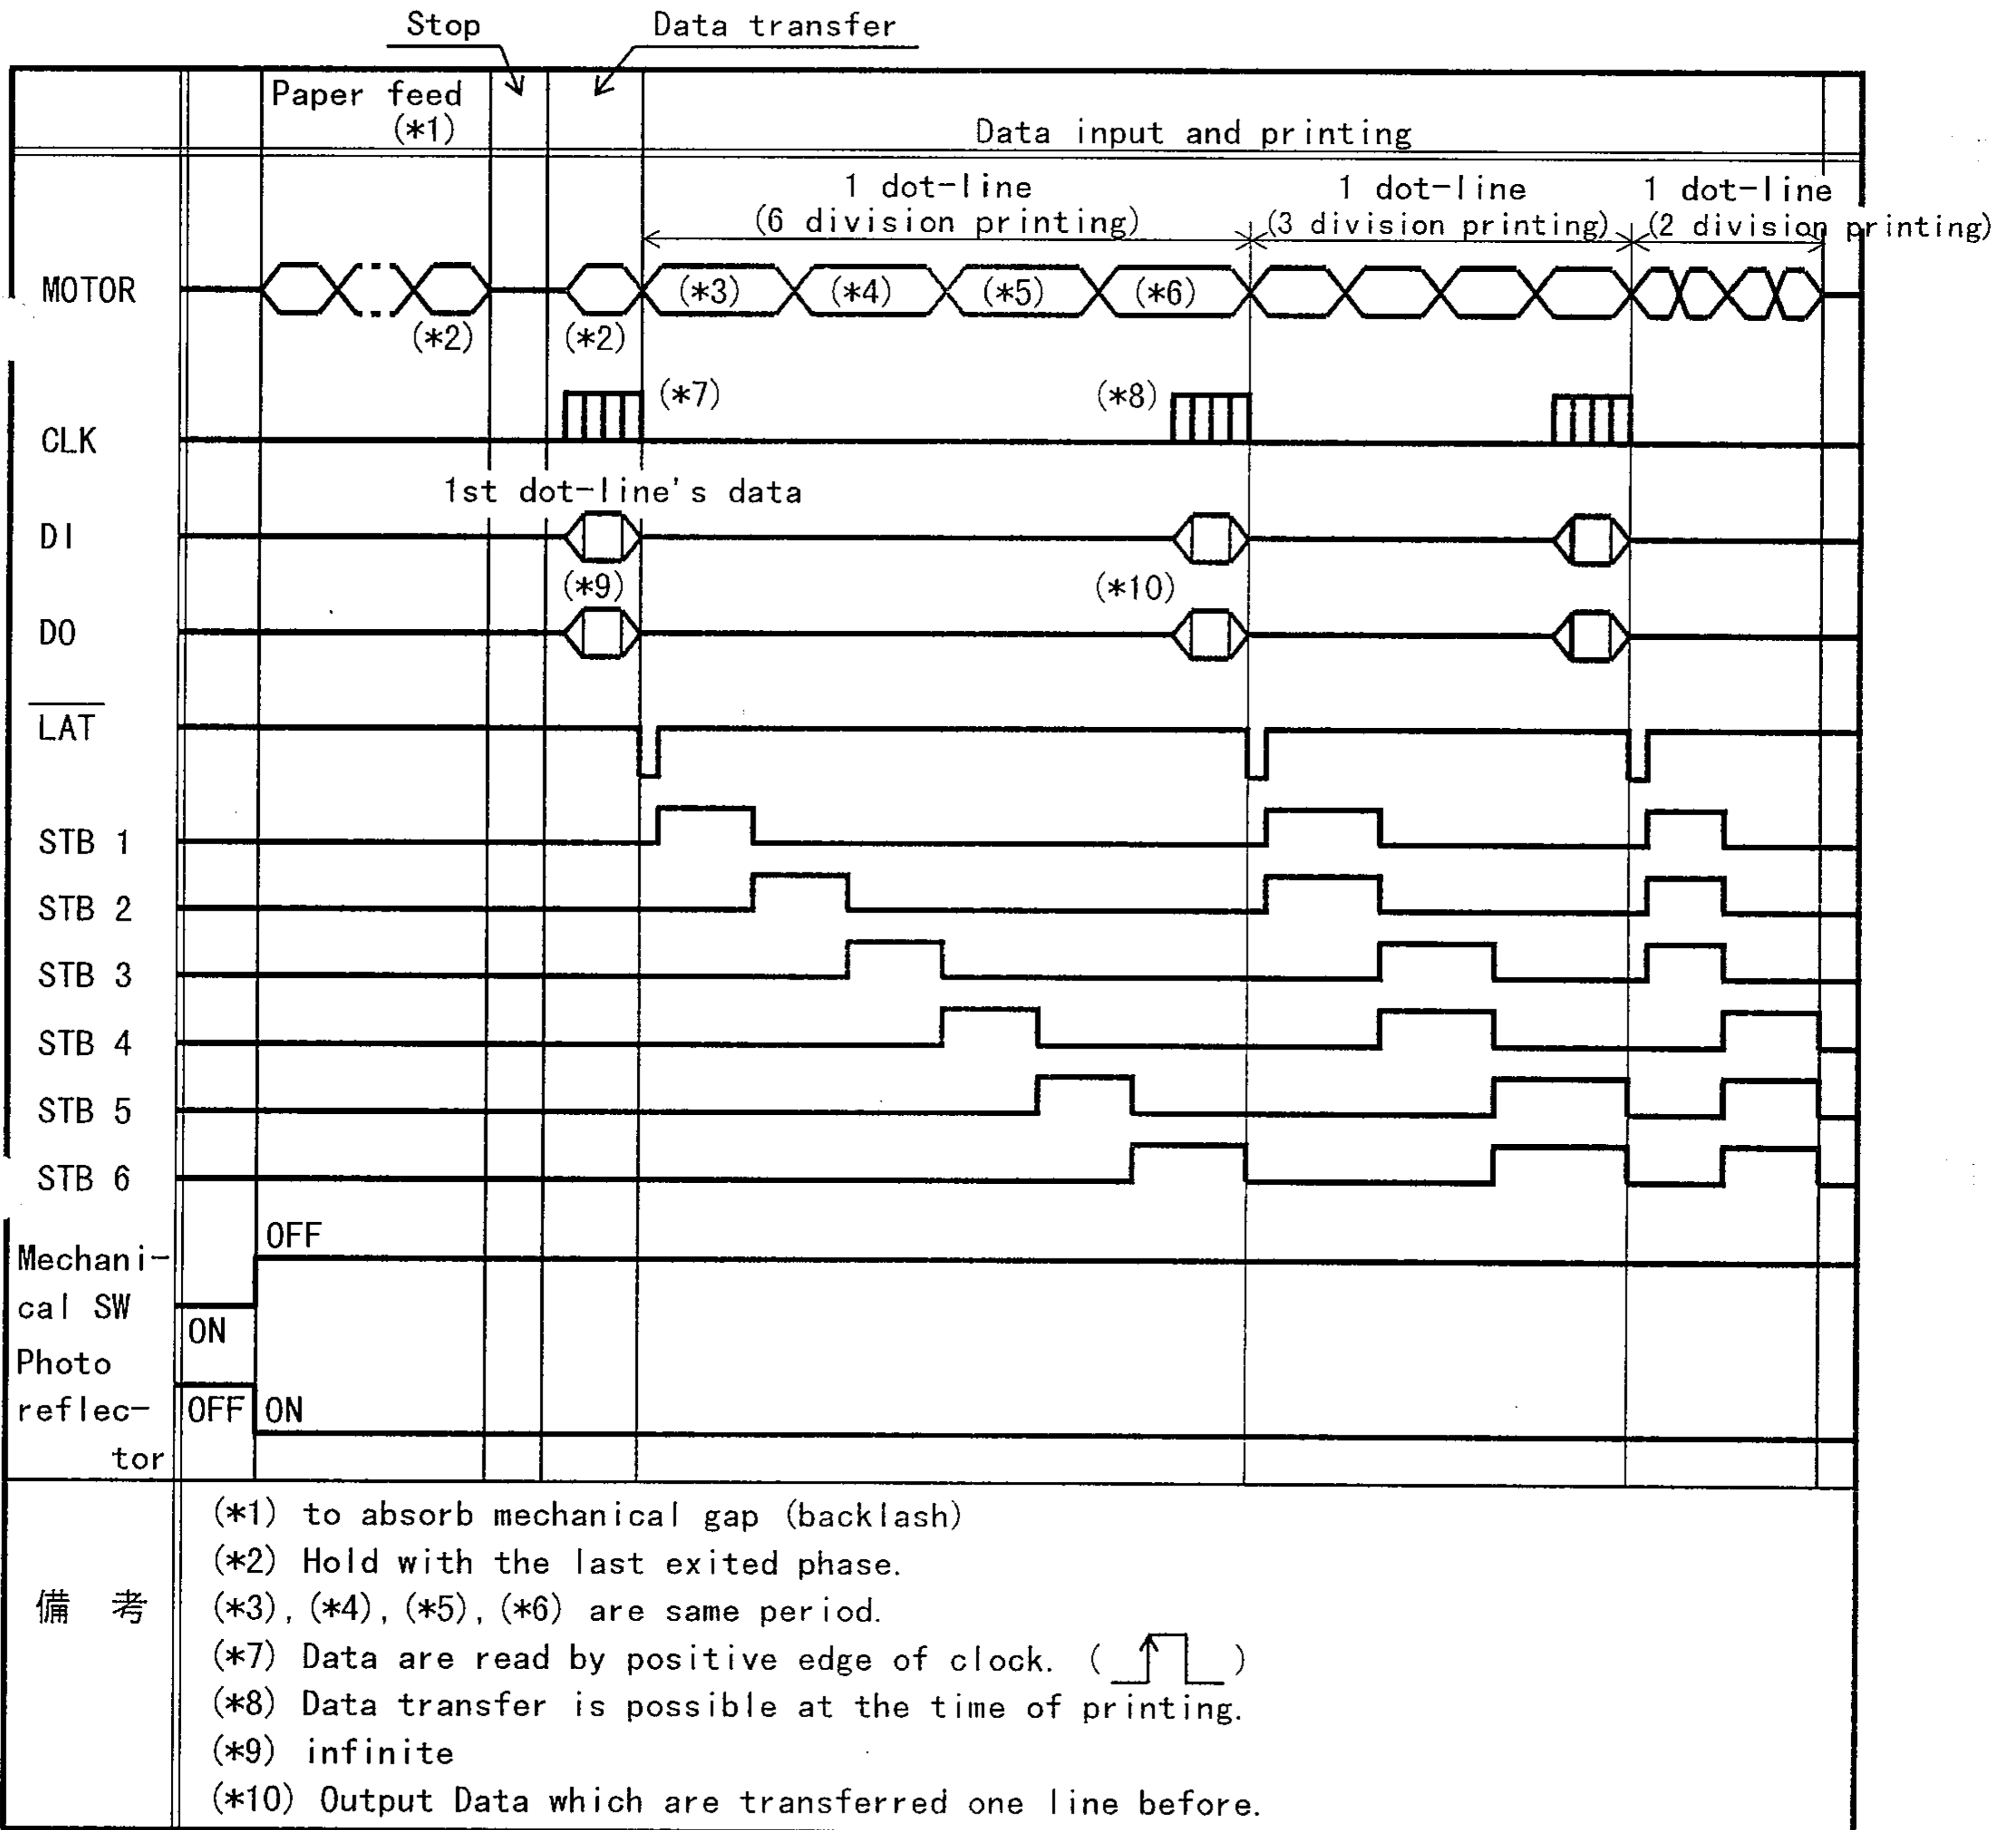 Stop
Data transfer
Paper feed
(*1)
Data input and printing
1 dot-line
(6 division printing)
1 dot-line
(3 division printing)
1 dot-line
(2 division printing)
MOTOR
(*3)
(*4)
(*5)
(*6)
(*2)
(*2)
(*7)
(*8)
CLK
1st dot-line's data
DI
(*9)
(*10)
DO
LAT
STB 1
STB 2
STB 3
STB 4
STB 5
STB 6
OFF
Mechani-
cal SW
ON
Photo
reflec-
tor
OFF
ON
備 考
(*1) to absorb mechanical gap (backlash)
(*2) Hold with the last exited phase.
(*3), (*4), (*5), (*6) are same period.
(*7) Data are read by positive edge of clock. ( )
(*8) Data transfer is possible at the time of printing.
(*9) infinite
(*10) Output Data which are transferred one line before.